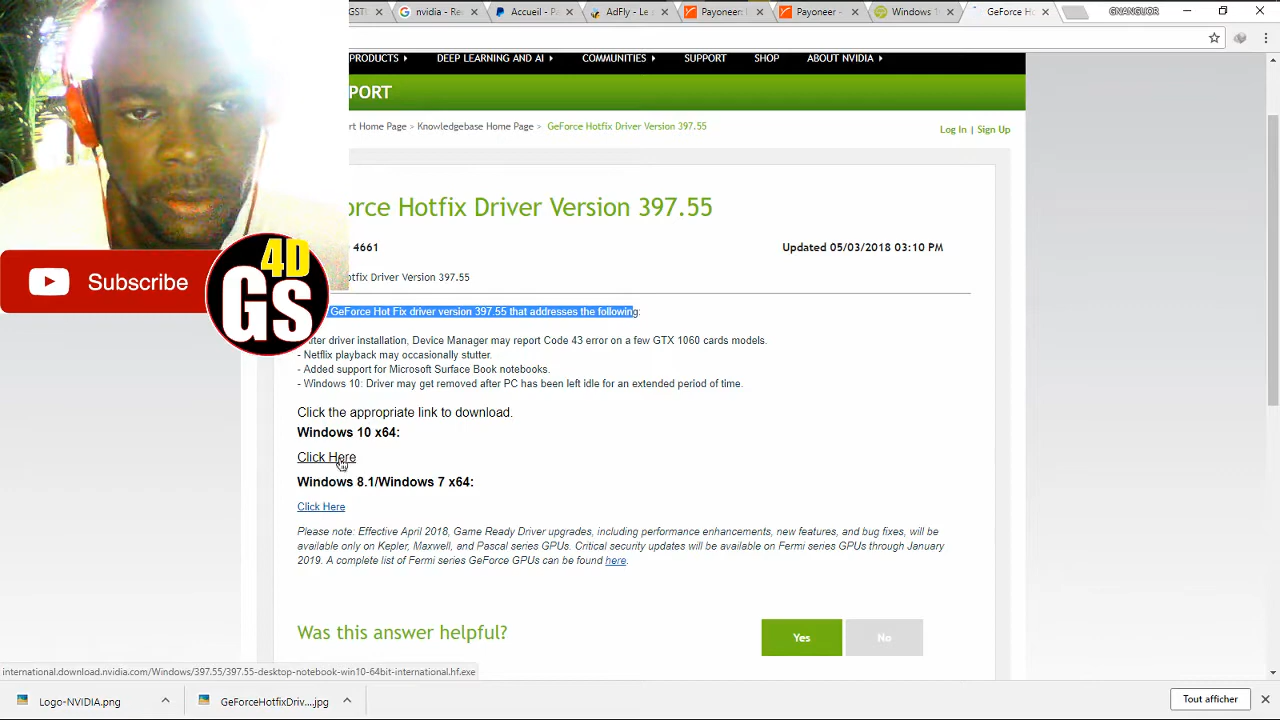 GST
nvidia - Re
Accueil - P
AdFly - Le
Payoneer:
Payoneer -
Windows 1
GeForce Ho
GNANGUOR
PRODUCTS
DEEP LEARNING AND AI
COMMUNITIES
SUPPORT
SHOP
ABOUT NVIDIA
PORT
rt Home Page > Knowledgebase Home Page > GeForce Hotfix Driver Version 397.55
Log In | Sign Up
orce Hotfix Driver Version 397.55
4661
Updated 05/03/2018 03:10 PM
otfix Driver Version 397.55
Subscribe
4D
GS
GeForce Hot Fix driver version 397.55 that addresses the following:
fter driver installation, Device Manager may report Code 43 error on a few GTX 1060 cards models.
- Netflix playback may occasionally stutter.
- Added support for Microsoft Surface Book notebooks.
- Windows 10: Driver may get removed after PC has been left idle for an extended period of time.
Click the appropriate link to download.
Windows 10 x64:
Click Here
Windows 8.1/Windows 7 x64:
Click Here
Please note: Effective April 2018, Game Ready Driver upgrades, including performance enhancements, new features, and bug fixes, will be
available only on Kepler, Maxwell, and Pascal series GPUs. Critical security updates will be available on Fermi series GPUs through January
2019. A complete list of Fermi series GeForce GPUs can be found here.
Was this answer helpful?
Yes
No
international.download.nvidia.com/Windows/397.55/397.55-desktop-notebook-win10-64bit-international.hf.exe
Logo-NVIDIA.png
GeForceHotfixDriv....jpg
Tout afficher